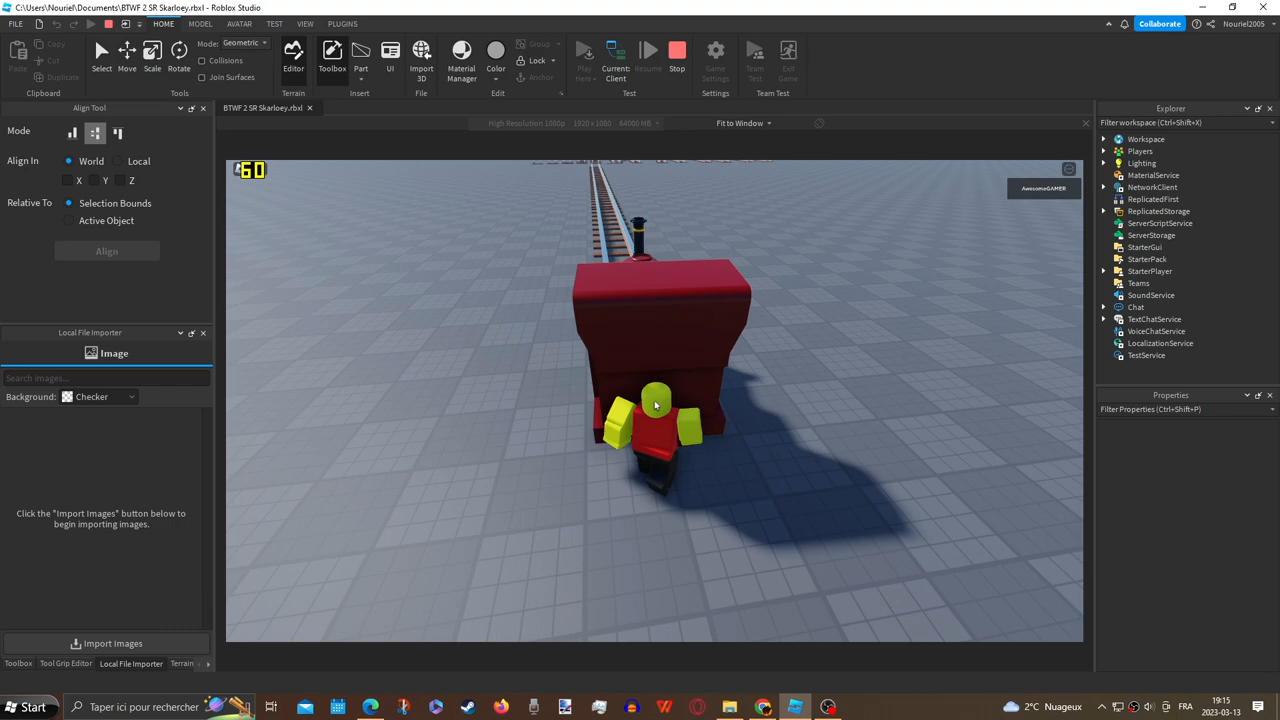 C:\Users\Nouriel\Documents\BTWF 2 SR Skarloey.rbxl - Roblox Studio
FILE HOME MODEL AVATAR TEST VIEW PLUGINS Collaborate Nouriel2005
Paste Copy Cut Duplicate Select Move Scale Rotate Mode: Geometric Collisions Join Surfaces Editor Toolbox Part UI Import 3D Material Manager Color Group Lock Anchor Play Here Current: Client Resume Stop Game Settings Team Test Exit Game
Clipboard Tools Terrain Insert File Edit Test Settings Team Test
Align Tool
Mode
Align In World Local
X Y Z
Relative To Selection Bounds
Active Object
Align
Local File Importer
Image
Search images...
Background: Checker
Click the "Import Images" button below to
begin importing images.
Import Images
Toolbox Tool Grip Editor Local File Importer Terrain
BTWF 2 SR Skarloey.rbxl
High Resolution 1080p 1920 x 1080 64000 MB Fit to Window
60
AwesomeGAMER
Explorer
Filter workspace (Ctrl+Shift+X)
Workspace
Players
Lighting
MaterialService
NetworkClient
ReplicatedFirst
ReplicatedStorage
ServerScriptService
ServerStorage
StarterGui
StarterPack
StarterPlayer
Teams
SoundService
Chat
TextChatService
VoiceChatService
LocalizationService
TestService
Properties
Filter Properties (Ctrl+Shift+P)
Start Taper ici pour rechercher 2°C Nuageux FRA 19:15
2023-03-13